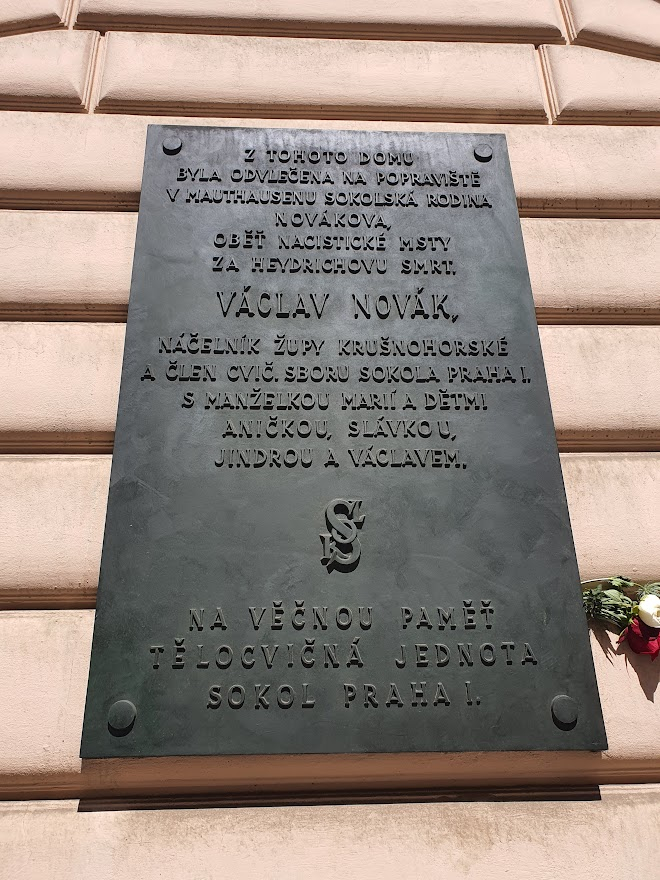 Z TOHOTO DOMU
BYLA ODVLEČENA NA POPRAVIŠTĚ
V MAUTHAUSENU SOKOLSKÁ RODINA
NOVÁKOVA,
OBĚŤ NACISTICKÉ MSTY
ZA HEYDRICHOVU SMRT.
VÁCLAV NOVÁK,
NÁČELNÍK ŽUPY KRUŠNOHORSKÉ
A ČLEN CVIČ. SBORU SOKOLA PRAHA I.
S MANŽELKOU MARIÍ A DĚTMI
ANIČKOU, SLÁVKOU,
JINDROU A VÁCLAVEM.
NA VĚČNOU PAMĚŤ
TĚLOCVIČNÁ JEDNOTA
SOKOL PRAHA I.